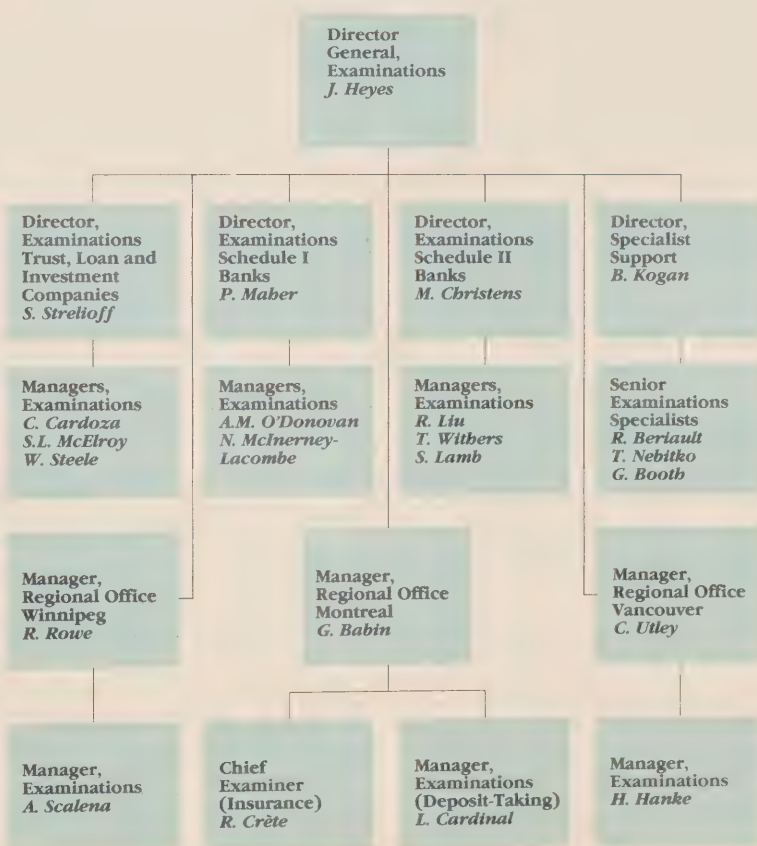 Director
General,
Examinations
J. Heyes
Director,
Examinations
Trust, Loan and
Investment
Companies
S. Strelioff
Director,
Examinations
Schedule I
Banks
P. Maher
Director,
Examinations
Schedule II
Banks
M. Christens
Director,
Specialist
Support
B. Kogan
Managers,
Examinations
C. Cardoza
S.L. McElroy
W. Steele
Managers,
Examinations
A.M. O'Donovan
N. McInerney-
Lacombe
Managers,
Examinations
R. Liu
T. Withers
S. Lamb
Senior
Examinations
Specialists
R. Beriault
T. Nebitko
G. Booth
Manager,
Regional Office
Winnipeg
R. Rowe
Manager,
Regional Office
Montreal
G. Babin
Manager,
Regional Office
Vancouver
C. Utley
Manager,
Examinations
A. Scalena
Chief
Examiner
(Insurance)
R. Crète
Manager,
Examinations
(Deposit-Taking)
L. Cardinal
Manager,
Examinations
H. Hanke